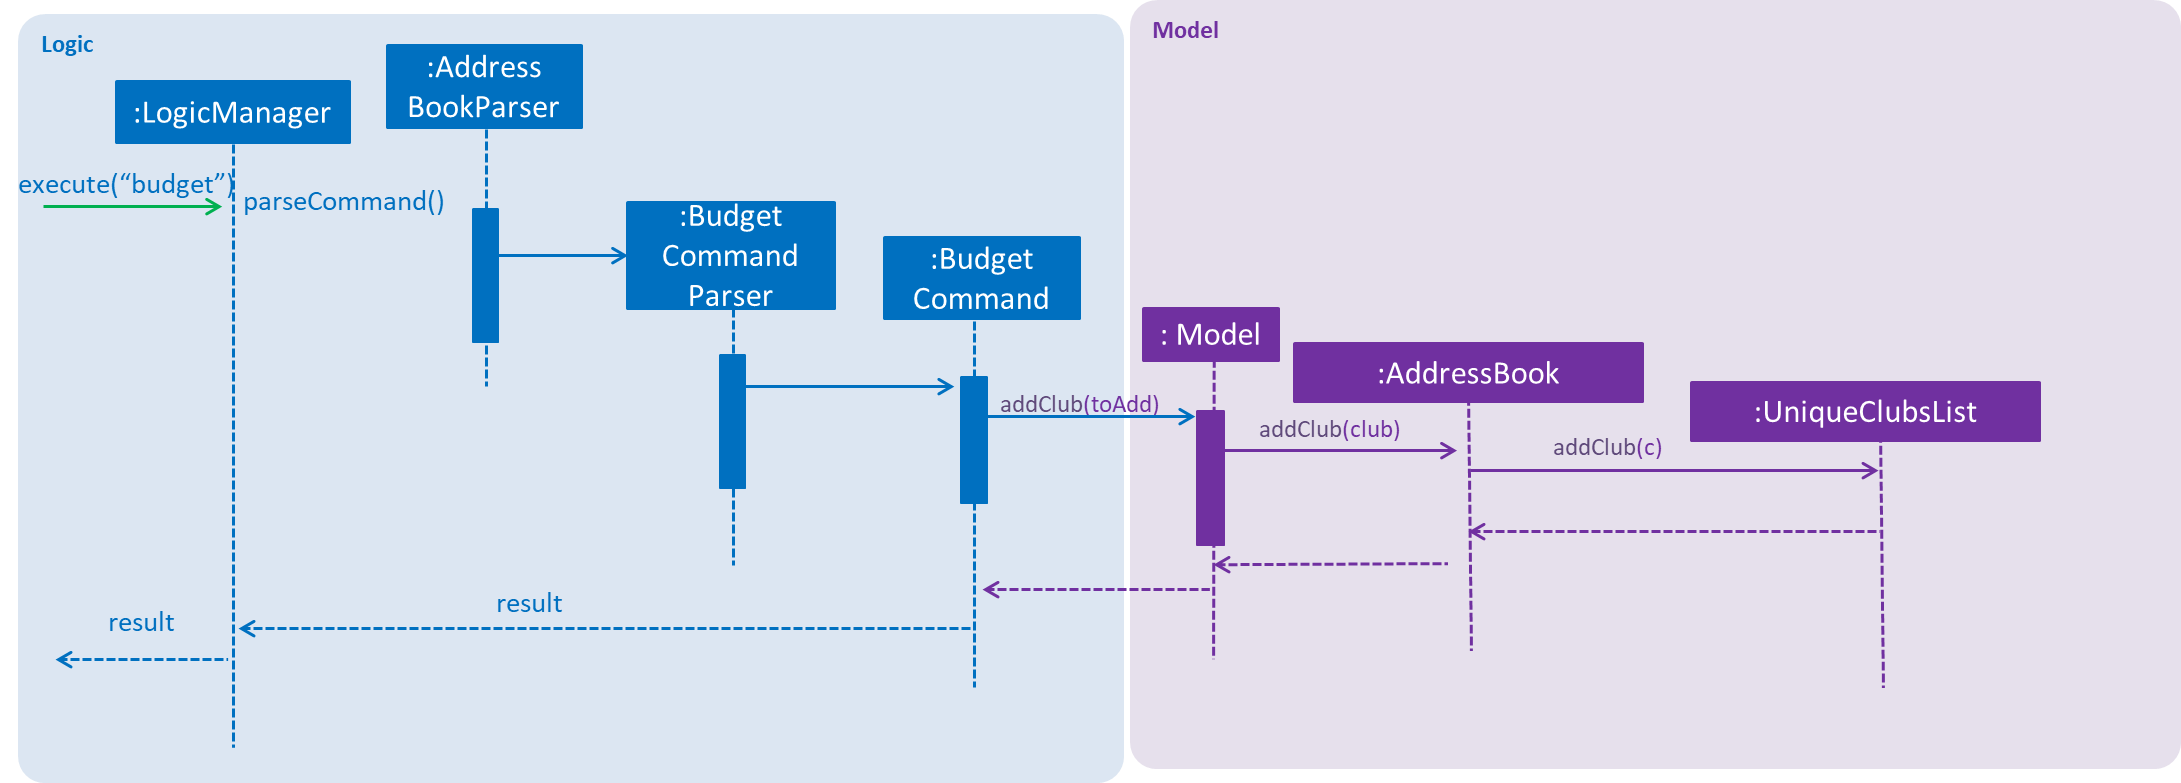 Logic
Model
:Address
BookParser
:LogicManager
execute(“budget”)
parseCommand()
:Budget
Command
Parser
:Budget
Command
: Model
:AddressBook
:UniqueClubsList
addClub(toAdd)
addClub(club)
addClub(c)
result
result